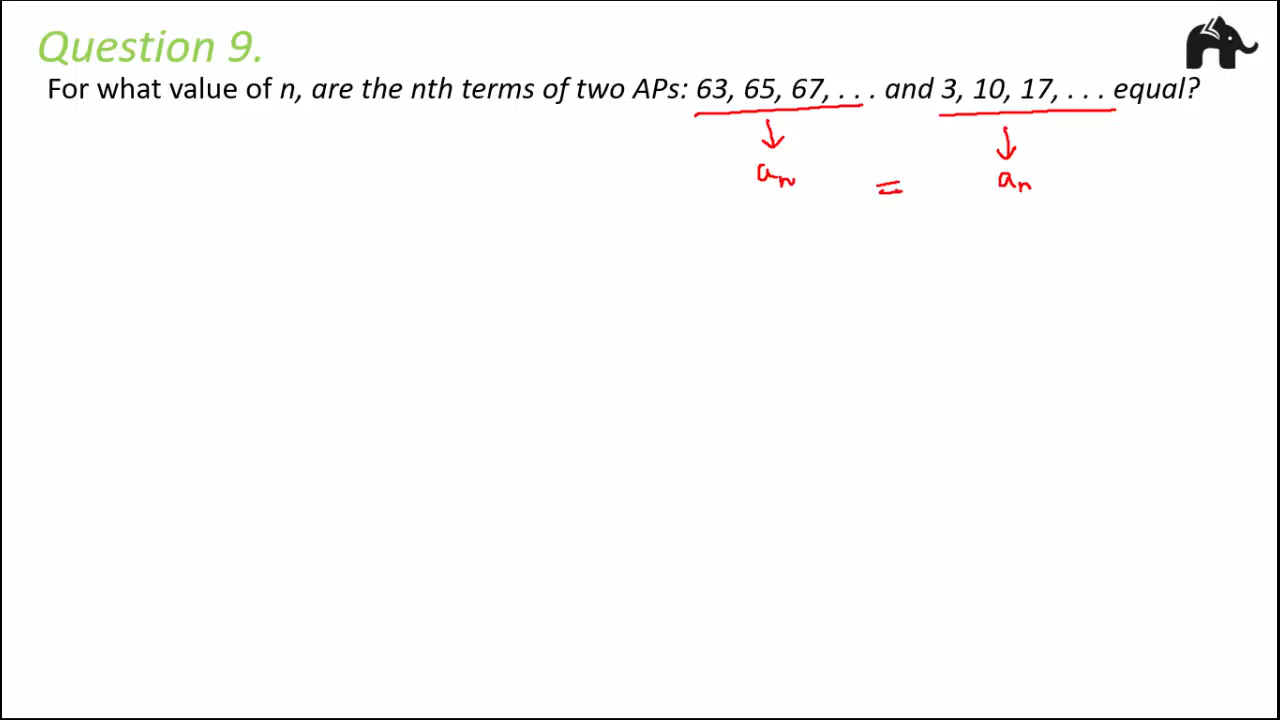 Question 9.
For what value of n, are the nth terms of two APs: 63, 65, 67, . . . and 3, 10, 17, . . . equal?
↓ ↓
aₙ = aₙ